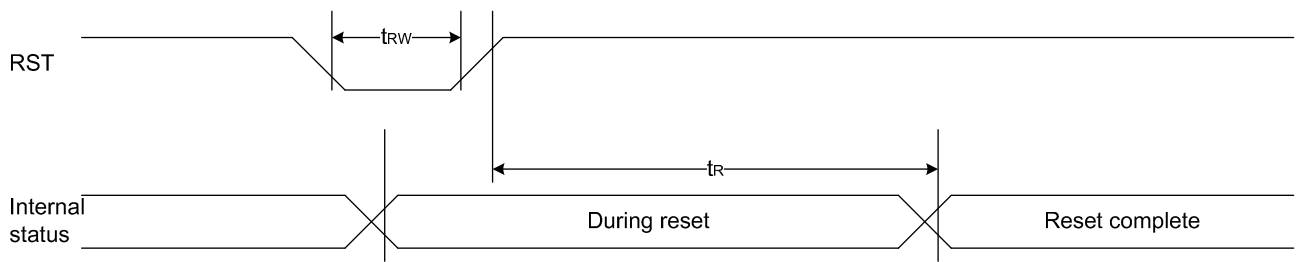 RST
tRW
tR
Internal
status
During reset
Reset complete